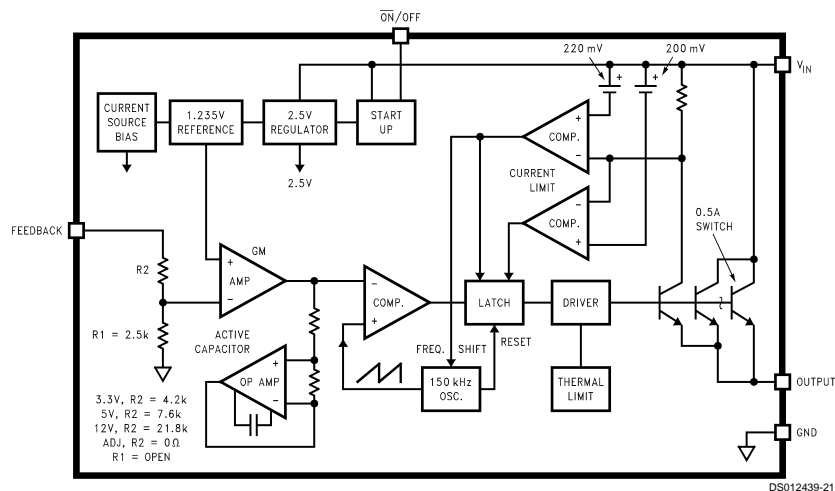 ON/OFF
220 mV
200 mV
VIN
CURRENT
SOURCE
BIAS
1.235V
REFERENCE
2.5V
REGULATOR
START
UP
+
+
+
COMP.
−
CURRENT
LIMIT
2.5V
−
COMP.
+
0.5A
SWITCH
FEEDBACK
R2
GM
+
AMP
−
−
COMP.
+
LATCH
DRIVER
R1 = 2.5k
ACTIVE
CAPACITOR
FREQ. SHIFT
RESET
+
OP AMP
−
150 kHz
OSC.
THERMAL
LIMIT
OUTPUT
3.3V, R2 = 4.2k
5V, R2 = 7.6k
12V, R2 = 21.8k
ADJ, R2 = 0Ω
R1 = OPEN
GND
DS012439-21